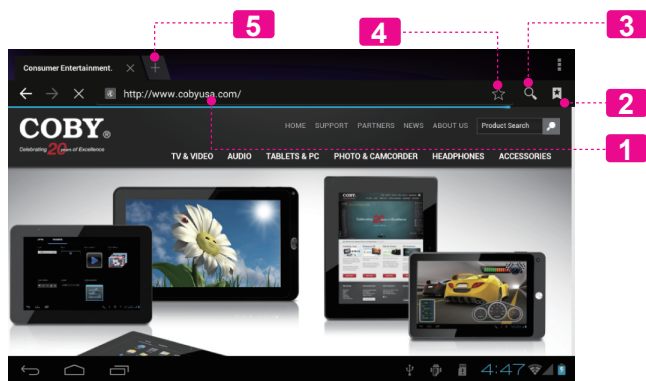 5
4
3
Consumer Entertainment.
http://www.cobyusa.com/
2
COBY®
HOME SUPPORT PARTNERS NEWS ABOUT US Product Search
1
Celebrating 20 years of Excellence
TV & VIDEO AUDIO TABLETS & PC PHOTO & CAMCORDER HEADPHONES ACCESSORIES
COBY
4:47